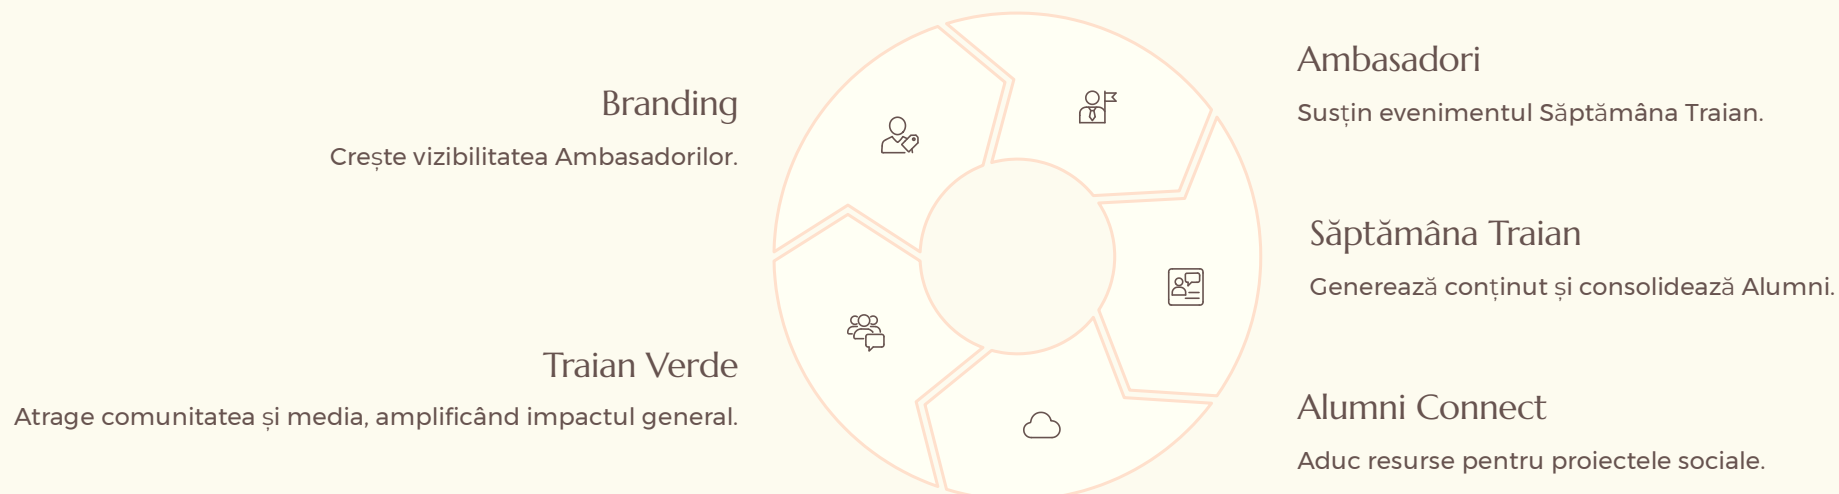 Branding
Crește vizibilitatea Ambasadorilor.
Traian Verde
Atrage comunitatea și media, amplificând impactul general.
Ambasadori
Susțin evenimentul Săptămâna Traian.
Săptămâna Traian
Generează conținut și consolidează Alumni.
Alumni Connect
Aduc resurse pentru proiectele sociale.